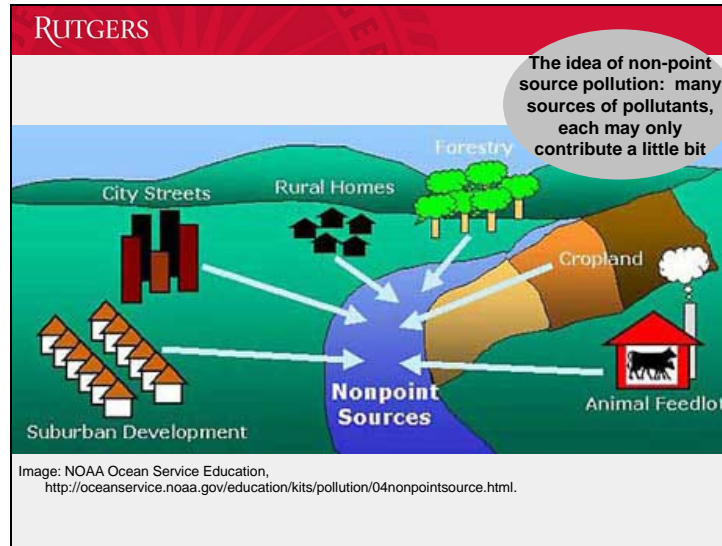 RUTGERS
The idea of non-point
source pollution: many
sources of pollutants,
each may only
contribute a little bit
Forestry
City Streets
Rural Homes
Cropland
Nonpoint
Sources
Animal Feedlot
Suburban Development
Image: NOAA Ocean Service Education,
http://oceanservice.noaa.gov/education/kits/pollution/04nonpointsource.html.